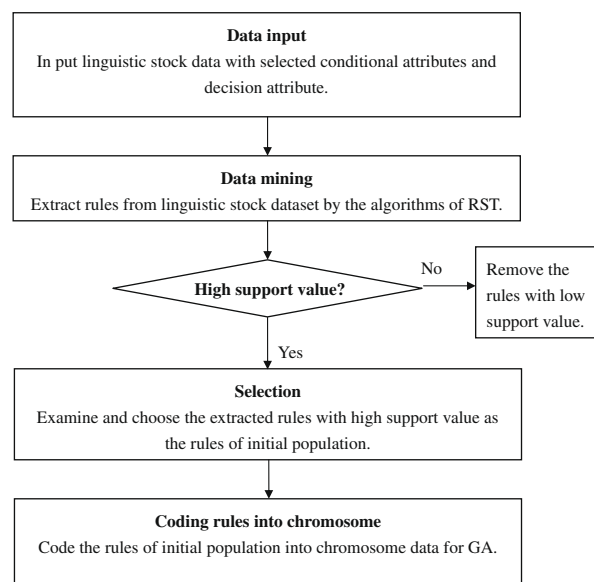 Data input
In put linguistic stock data with selected conditional attributes and
decision attribute.
Data mining
Extract rules from linguistic stock dataset by the algorithms of RST.
High support value?
No
Remove the
rules with low
support value.
Yes
Selection
Examine and choose the extracted rules with high support value as
the rules of initial population.
Coding rules into chromosome
Code the rules of initial population into chromosome data for GA.